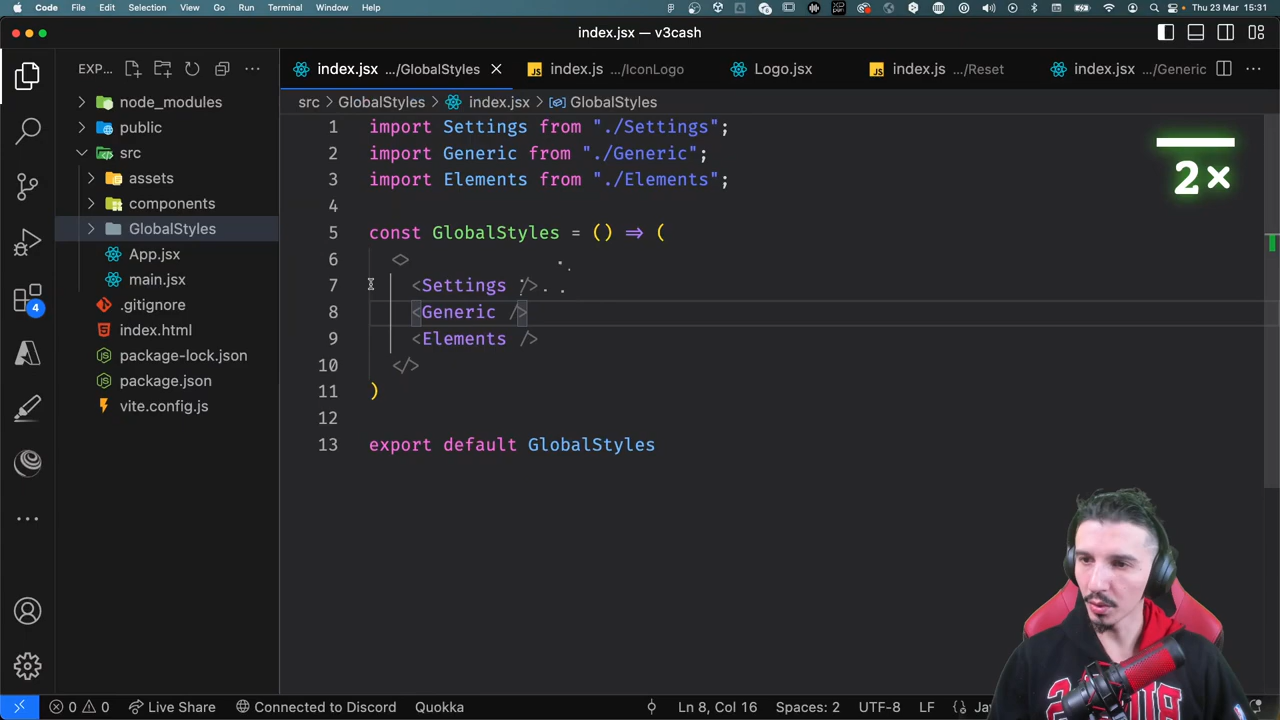 Code File Edit Selection View Go Run Terminal Window Help Thu 23 Mar 15:31
index.jsx — v3cash
EXP... index.jsx .../GlobalStyles index.js .../IconLogo Logo.jsx index.js .../Reset index.jsx .../Generic
src > GlobalStyles > index.jsx > GlobalStyles
node_modules
public
src
assets
components
GlobalStyles
App.jsx
main.jsx
.gitignore
index.html
package-lock.json
package.json
vite.config.js
4
1 import Settings from "./Settings";
2 import Generic from "./Generic";
3 import Elements from "./Elements";
4
5 const GlobalStyles = () => (
6 <>
7 <Settings />
8 <Generic />
9 <Elements />
10 </>
11 )
12
13 export default GlobalStyles
2×
0 0 Live Share Connected to Discord Quokka Ln 8, Col 16 Spaces: 2 UTF-8 LF